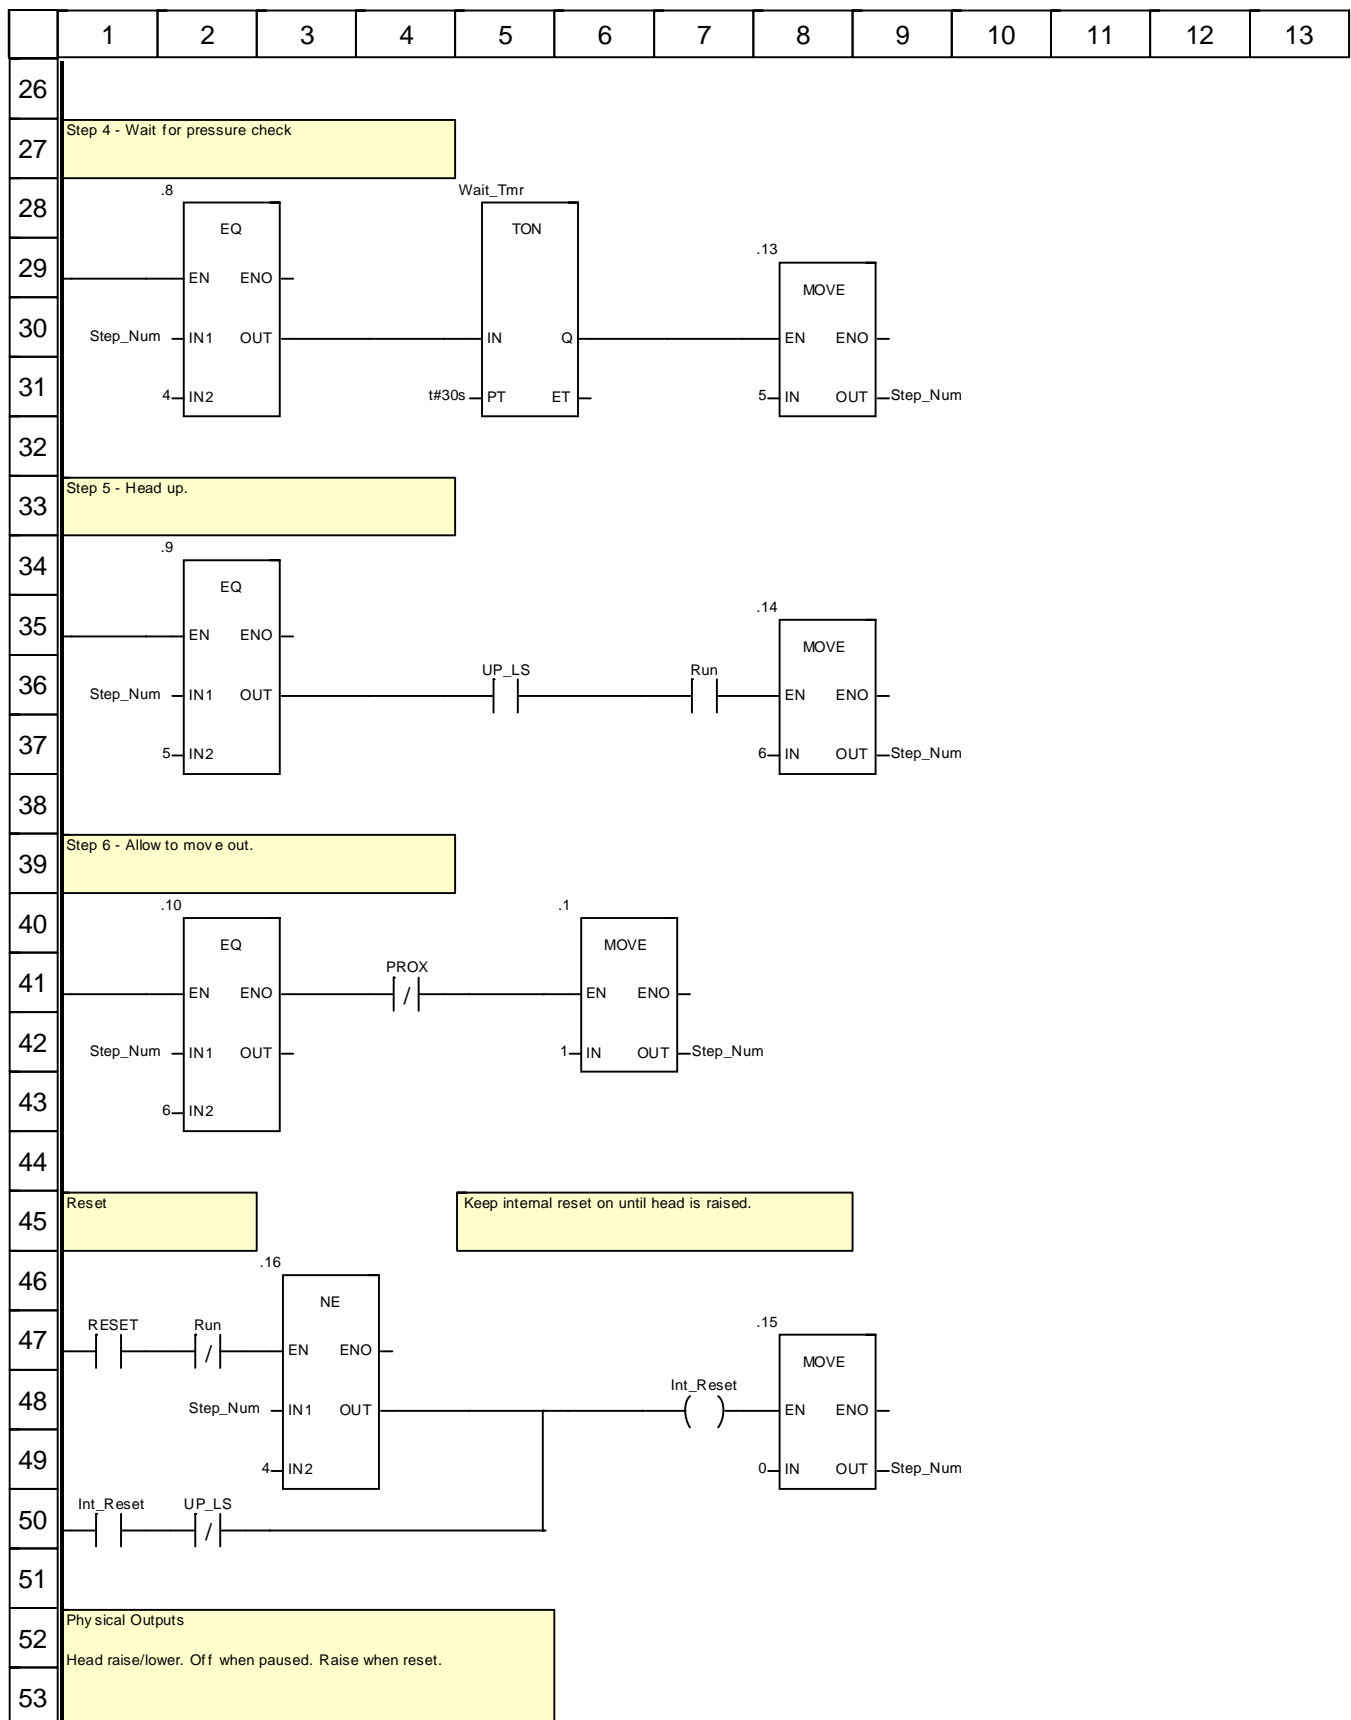 1 2 3 4 5 6 7 8 9 10 11 12 13
26
27 Step 4 - Wait for pressure check
.8 Wait_Tmr
28 EQ TON
.13
29 EN ENO MOVE
30 Step_Num IN1 OUT IN Q EN ENO
31 4 IN2 t#30s PT ET 5 IN OUT Step_Num
32
33 Step 5 - Head up.
.9
34 EQ
.14
35 EN ENO MOVE
UP_LS Run
36 Step_Num IN1 OUT EN ENO
37 5 IN2 6 IN OUT Step_Num
38
39 Step 6 - Allow to move out.
.10 .1
40 EQ MOVE
PROX
41 EN ENO / EN ENO
42 Step_Num IN1 OUT 1 IN OUT Step_Num
43 6 IN2
44
45 Reset Keep internal reset on until head is raised.
.16
46 NE
RESET Run .15
47 / EN ENO MOVE
Int_Reset
48 Step_Num IN1 OUT ( ) EN ENO
49 4 IN2 0 IN OUT Step_Num
Int_Reset UP_LS
50 /
51
52 Physical Outputs
Head raise/lower. Off when paused. Raise when reset.
53